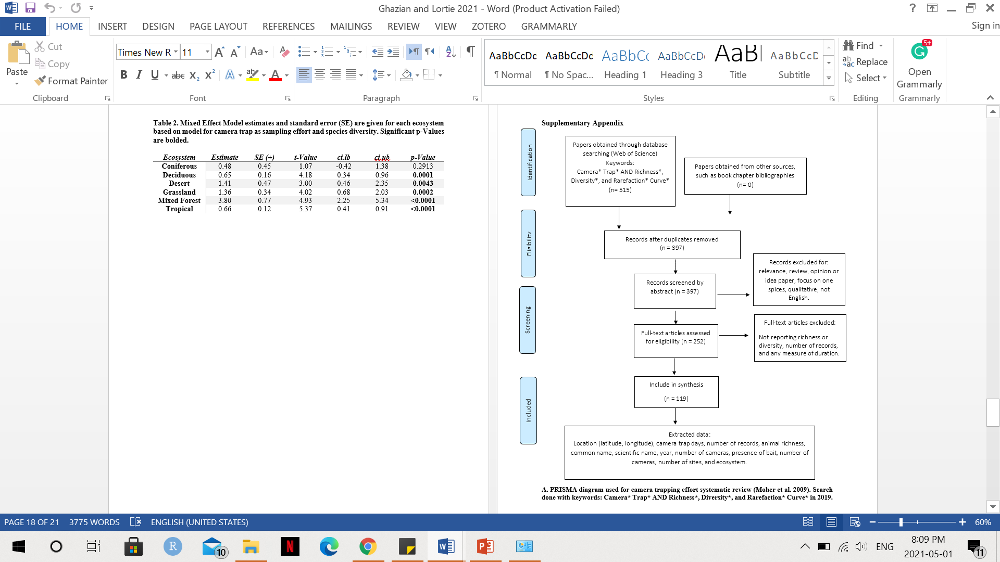 Ghazian and Lortie 2021 - Word (Product Activation Failed)
FILE HOME INSERT DESIGN PAGE LAYOUT REFERENCES MAILINGS REVIEW VIEW ZOTERO GRAMMARLY
Sign in
Paste
Cut
Copy
Format Painter
Clipboard
Times New R 11
Font
Paragraph
AaBbCcDc AaBbCcDc AaBbC AaBbCcD AaB AaBbCcD
¶ Normal ¶ No Spac... Heading 1 Heading 3 Title Subtitle
Styles
Find
Replace
Select
Editing
5+
Open
Grammarly
Grammarly
Table 2. Mixed Effect Model estimates and standard error (SE) are given for each ecosystem
based on model for camera trap as sampling effort and species diversity. Significant p-Values
are bolded.
Ecosystem Estimate SE (±) t-Value ci.lb ci.ub p-Value
Coniferous 0.48 0.45 1.07 -0.42 1.38 0.2913
Deciduous 0.65 0.16 4.18 0.34 0.96 0.0001
Desert 1.41 0.47 3.00 0.46 2.35 0.0043
Grassland 1.36 0.34 4.02 0.68 2.03 0.0002
Mixed Forest 3.80 0.77 4.93 2.25 5.34 <0.0001
Tropical 0.66 0.12 5.37 0.41 0.91 <0.0001
Supplementary Appendix
Identification
Papers obtained through database
searching (Web of Science)
Keywords:
Camera* Trap* AND Richness*,
Diversity*, and Rarefaction* Curve*
(n= 515)
Papers obtained from other sources,
such as book chapter bibliographies
(n= 0)
Eligibility
Records after duplicates removed
(n = 397)
Records screened by
abstract (n = 397)
Records excluded for:
relevance, review, opinion or
idea paper, focus on one
spices, qualitative, not
English.
Screening
Full-text articles assessed
for eligibility (n = 252)
Full-text articles excluded:
Not reporting richness or
diversity, number of records,
and any measure of duration.
Included
Include in synthesis
(n = 119)
Extracted data:
Location (latitude, longitude), camera trap days, number of records, animal richness,
common name, scientific name, year, number of cameras, presence of bait, number of
cameras, number of sites, and ecosystem.
A. PRISMA diagram used for camera trapping effort systematic review (Moher et al. 2009). Search
done with keywords: Camera* Trap* AND Richness*, Diversity*, and Rarefaction* Curve* in 2019.
PAGE 18 OF 21 3775 WORDS ENGLISH (UNITED STATES)
60%
10
ENG
8:09 PM
2021-05-01
11